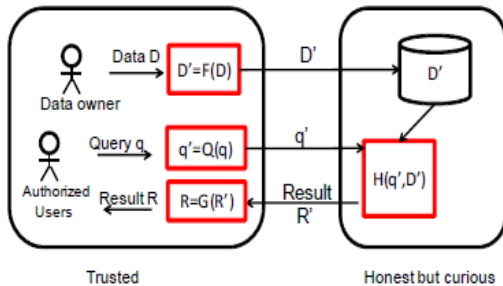 Data D
D'=F(D)
D'
D'
Data owner
Query q
q'=Q(q)
q'
H(q',D')
Authorized
Users
Result R
R=G(R')
Result
R'
Trusted
Honest but curious